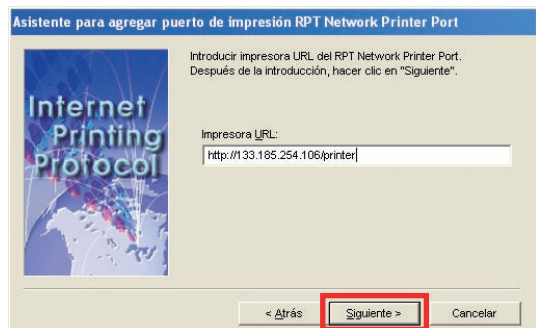 Asistente para agregar puerto de impresión RPT Network Printer Port
Introducir impresora URL del RPT Network Printer Port.
Después de la introducción, hacer clic en "Siguiente".
Internet
Printing
Protocol
Impresora URL:
http://133.185.254.106/printer
< Atrás
Siguiente >
Cancelar